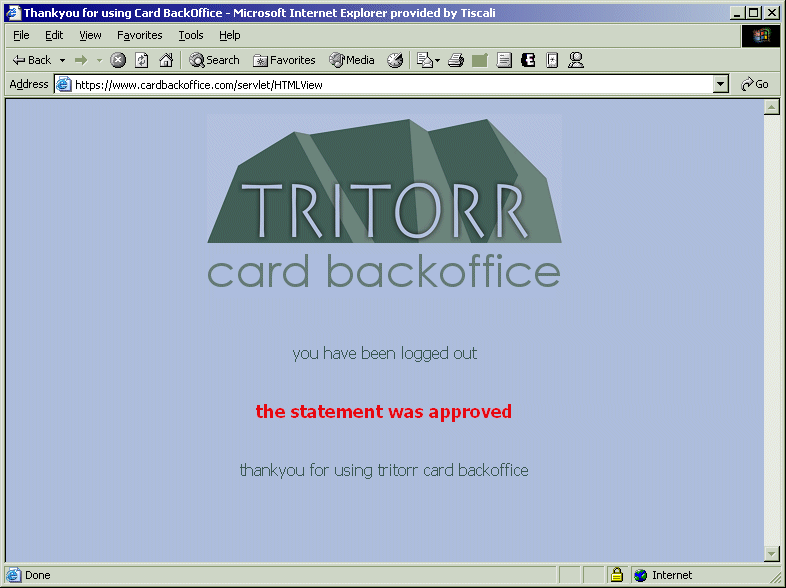 Thankyou for using Card BackOffice - Microsoft Internet Explorer provided by Tiscali
File Edit View Favorites Tools Help
Back Search Favorites Media
Address https://www.cardbackoffice.com/servlet/HTMLView Go
TRITORR
card backoffice
you have been logged out
the statement was approved
thankyou for using tritorr card backoffice
Done Internet